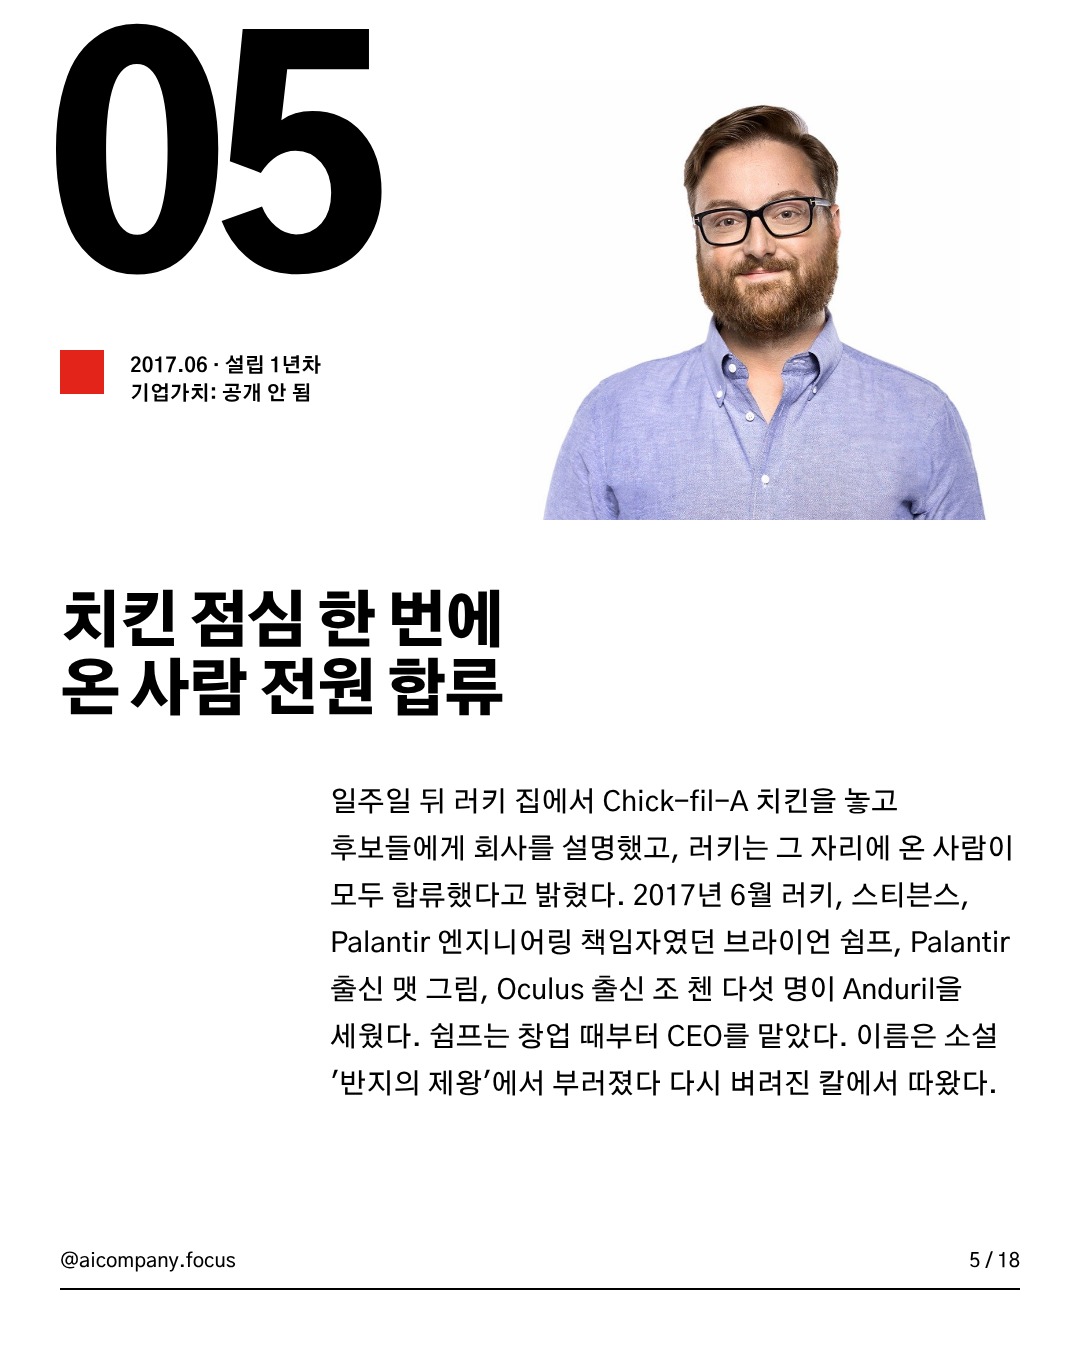 05
2017.06 · 설립 1년차
기업가치: 공개 안 됨
치킨 점심 한 번에
온 사람 전원 합류
일주일 뒤 러키 집에서 Chick-fil-A 치킨을 놓고
후보들에게 회사를 설명했고, 러키는 그 자리에 온 사람이
모두 합류했다고 밝혔다. 2017년 6월 러키, 스티븐스,
Palantir 엔지니어링 책임자였던 브라이언 쉼프, Palantir
출신 맷 그림, Oculus 출신 조 첸 다섯 명이 Anduril을
세웠다. 쉼프는 창업 때부터 CEO를 맡았다. 이름은 소설
'반지의 제왕'에서 부러졌다 다시 벼려진 칼에서 따왔다.
@aicompany.focus
5 / 18